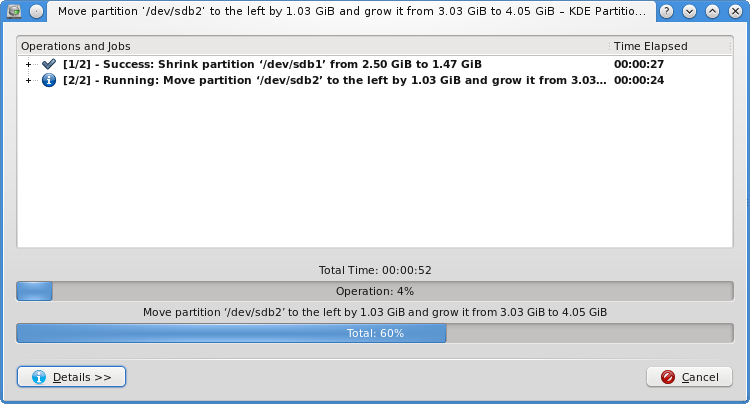 Move partition '/dev/sdb2' to the left by 1.03 GiB and grow it from 3.03 GiB to 4.05 GiB – KDE Partitio...
Operations and Jobs Time Elapsed
[1/2] - Success: Shrink partition ‘/dev/sdb1’ from 2.50 GiB to 1.47 GiB 00:00:27
[2/2] - Running: Move partition ‘/dev/sdb2’ to the left by 1.03 GiB and grow it from 3.03... 00:00:24
Total Time: 00:00:52
Operation: 4%
Move partition ‘/dev/sdb2’ to the left by 1.03 GiB and grow it from 3.03 GiB to 4.05 GiB
Total: 60%
Details >> Cancel